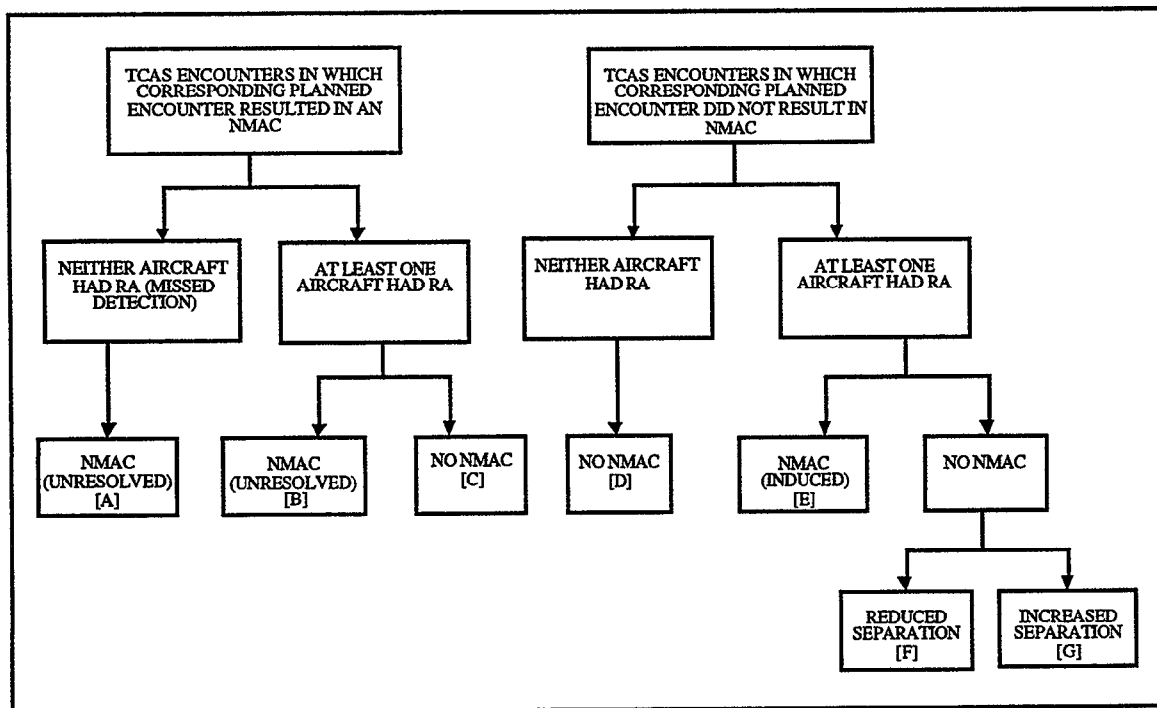 TCAS ENCOUNTERS IN WHICH
CORRESPONDING PLANNED
ENCOUNTER RESULTED IN AN
NMAC
TCAS ENCOUNTERS IN WHICH
CORRESPONDING PLANNED
ENCOUNTER DID NOT RESULT IN
NMAC
NEITHER AIRCRAFT
HAD RA (MISSED
DETECTION)
AT LEAST ONE
AIRCRAFT HAD RA
NEITHER AIRCRAFT
HAD RA
AT LEAST ONE
AIRCRAFT HAD RA
NMAC
(UNRESOLVED)
[A]
NMAC
(UNRESOLVED)
[B]
NO NMAC
[C]
NO NMAC
[D]
NMAC
(INDUCED)
[E]
NO NMAC
REDUCED
SEPARATION
[F]
INCREASED
SEPARATION
[G]